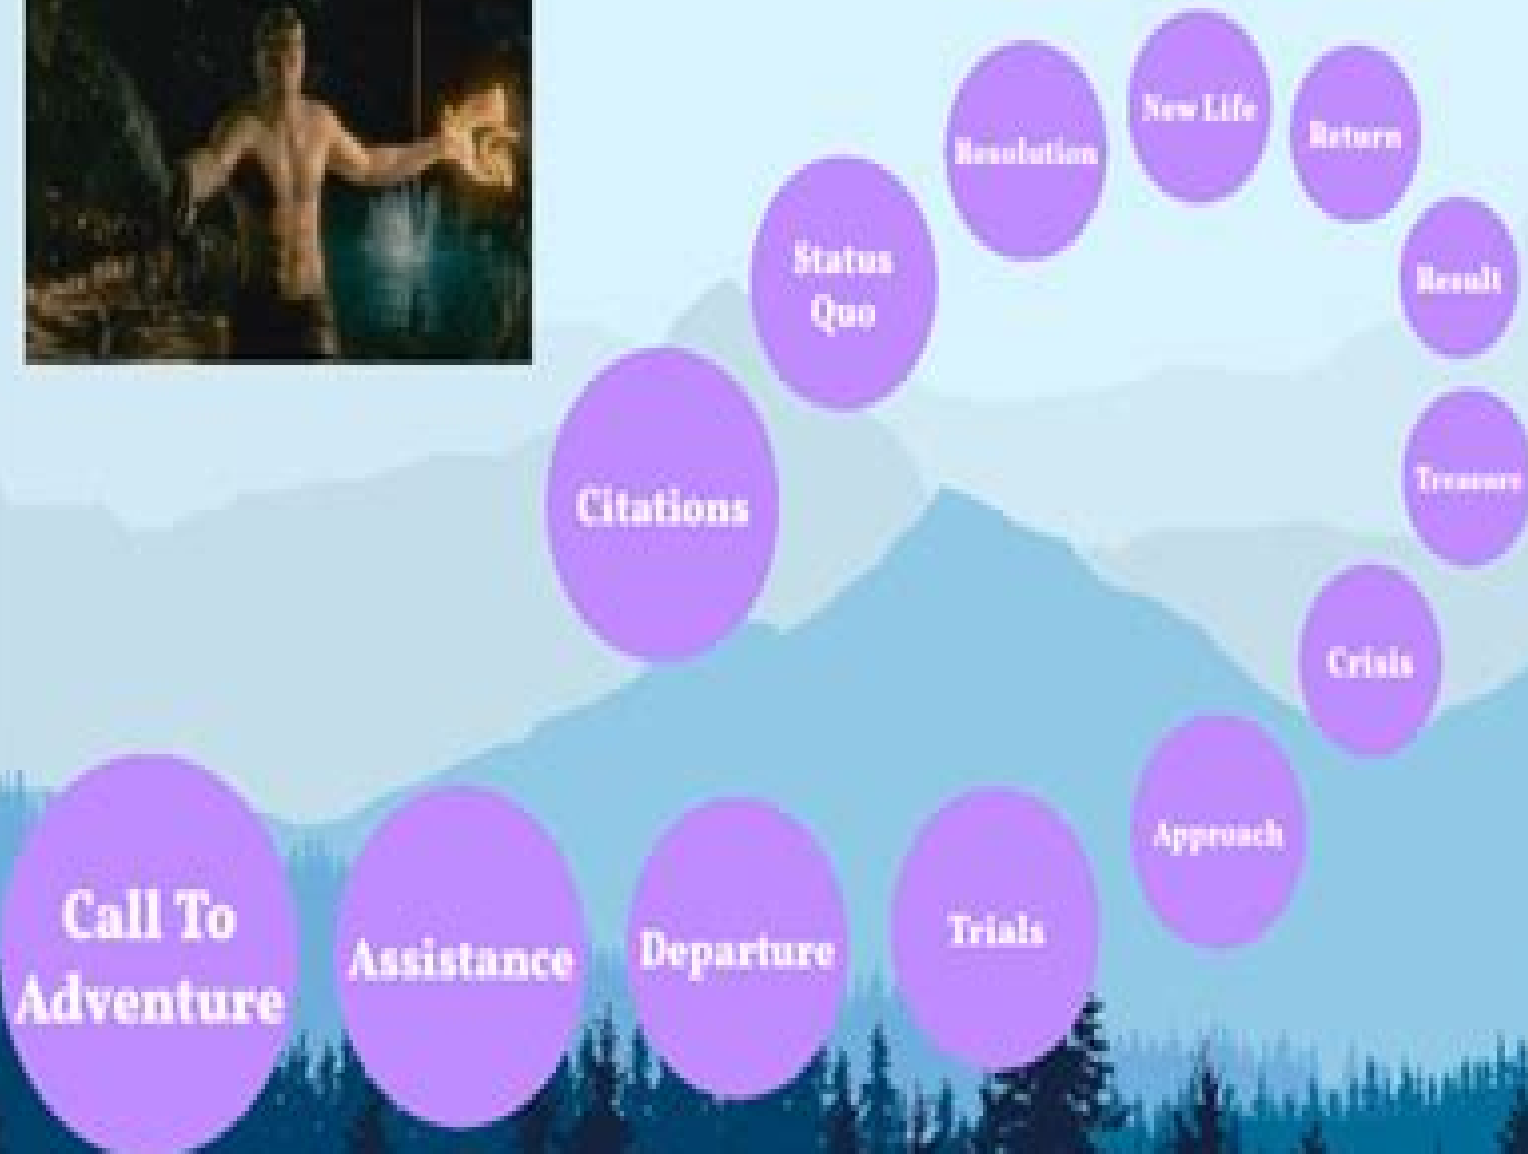 New Life
Resolution
Return
Status
Quo
Result
Citations
Treasure
Crisis
Approach
Call To
Adventure
Assistance
Departure
Trials